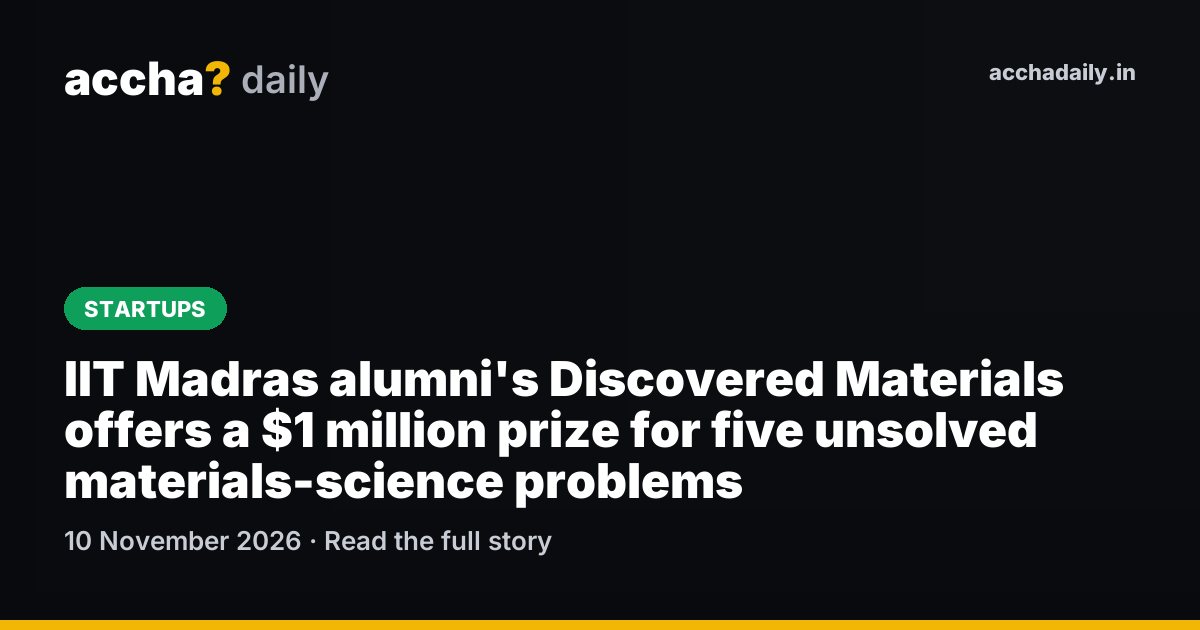 accha? daily
acchadaily.in
STARTUPS
IIT Madras alumni's Discovered Materials
offers a $1 million prize for five unsolved
materials-science problems
10 November 2026 · Read the full story